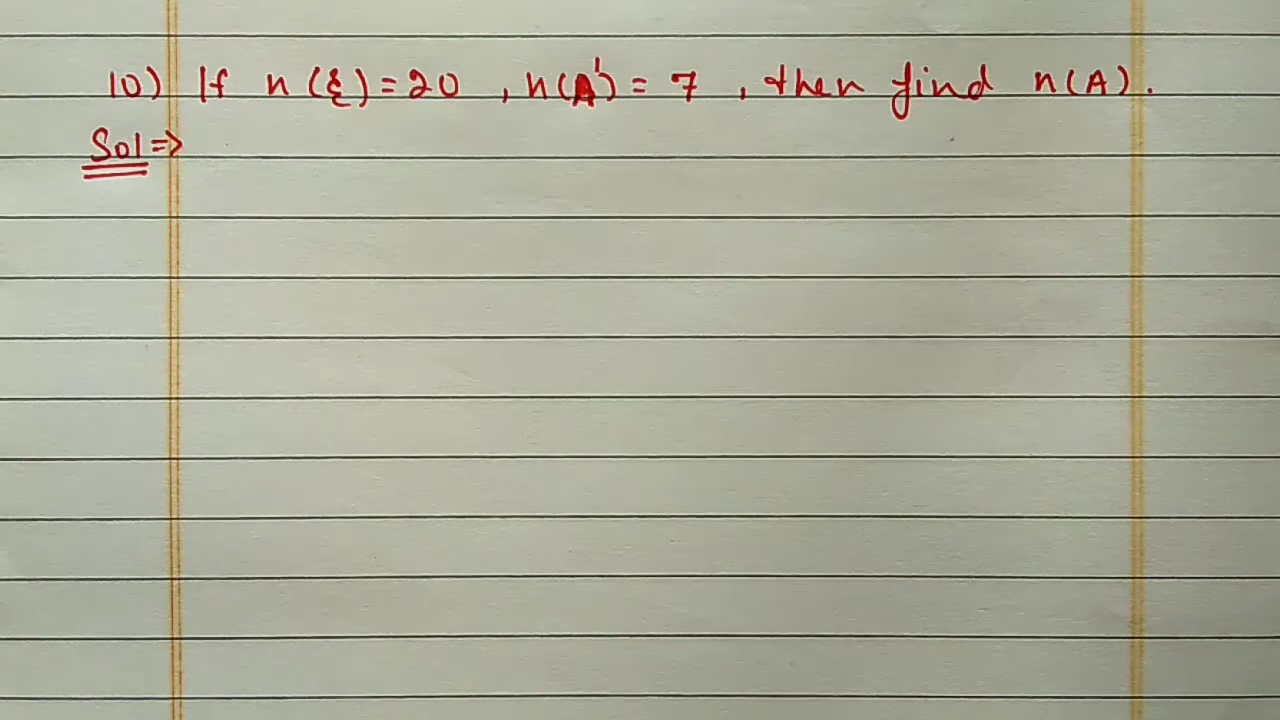 10) If n(ξ) = 20 , n(A') = 7 , then find n(A).
Sol ⇒